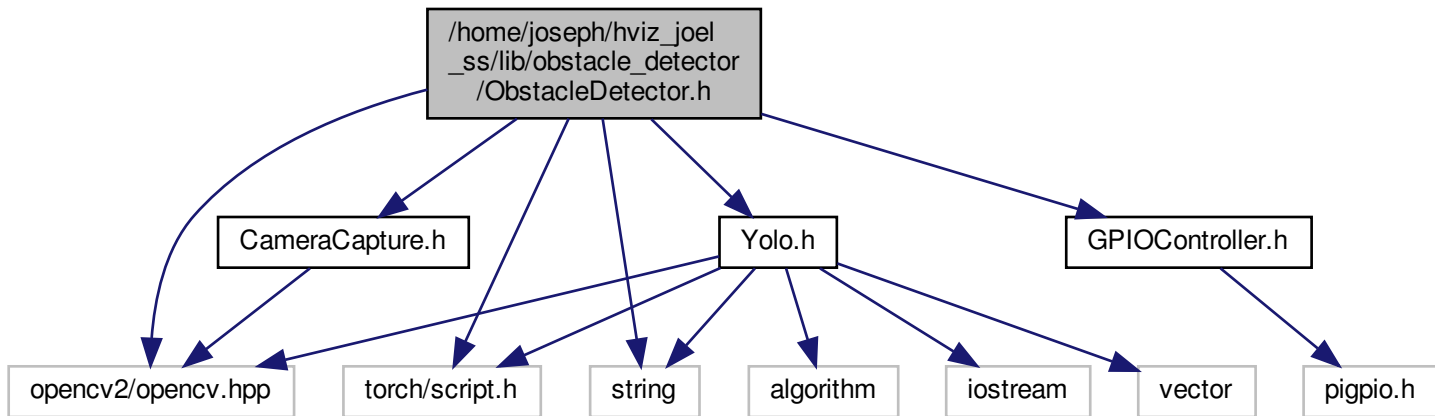 /home/joseph/hviz_joel
_ss/lib/obstacle_detector
/ObstacleDetector.h
CameraCapture.h
Yolo.h
GPIOController.h
opencv2/opencv.hpp
torch/script.h
string
algorithm
iostream
vector
pigpio.h